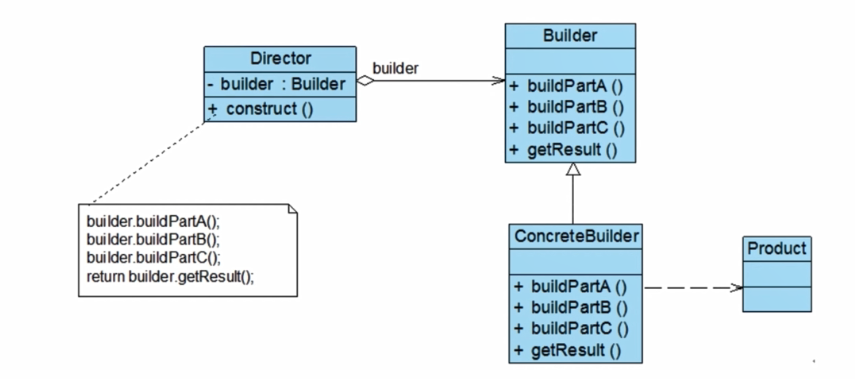 Director
- builder : Builder
+ construct ()
builder
Builder
+ buildPartA ()
+ buildPartB ()
+ buildPartC ()
+ getResult ()
builder.buildPartA();
builder.buildPartB();
builder.buildPartC();
return builder.getResult();
ConcreteBuilder
+ buildPartA ()
+ buildPartB ()
+ buildPartC ()
+ getResult ()
Product